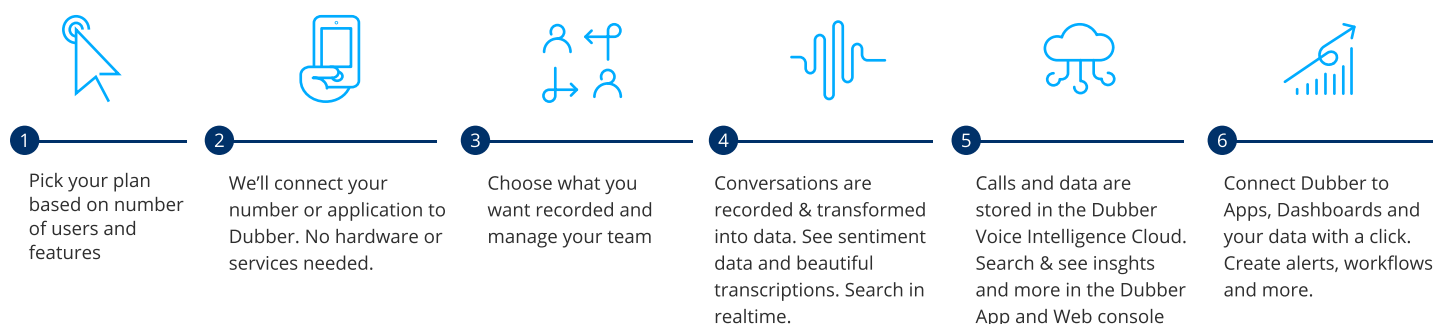 1
Pick your plan
based on number
of users and
features
2
We’ll connect your
number or application to
Dubber. No hardware or
services needed.
3
Choose what you
want recorded and
manage your team
4
Conversations are
recorded & transformed
into data. See sentiment
data and beautiful
transcriptions. Search in
realtime.
5
Calls and data are
stored in the Dubber
Voice Intelligence Cloud.
Search & see insghts
and more in the Dubber
App and Web console
6
Connect Dubber to
Apps, Dashboards and
your data with a click.
Create alerts, workflows
and more.